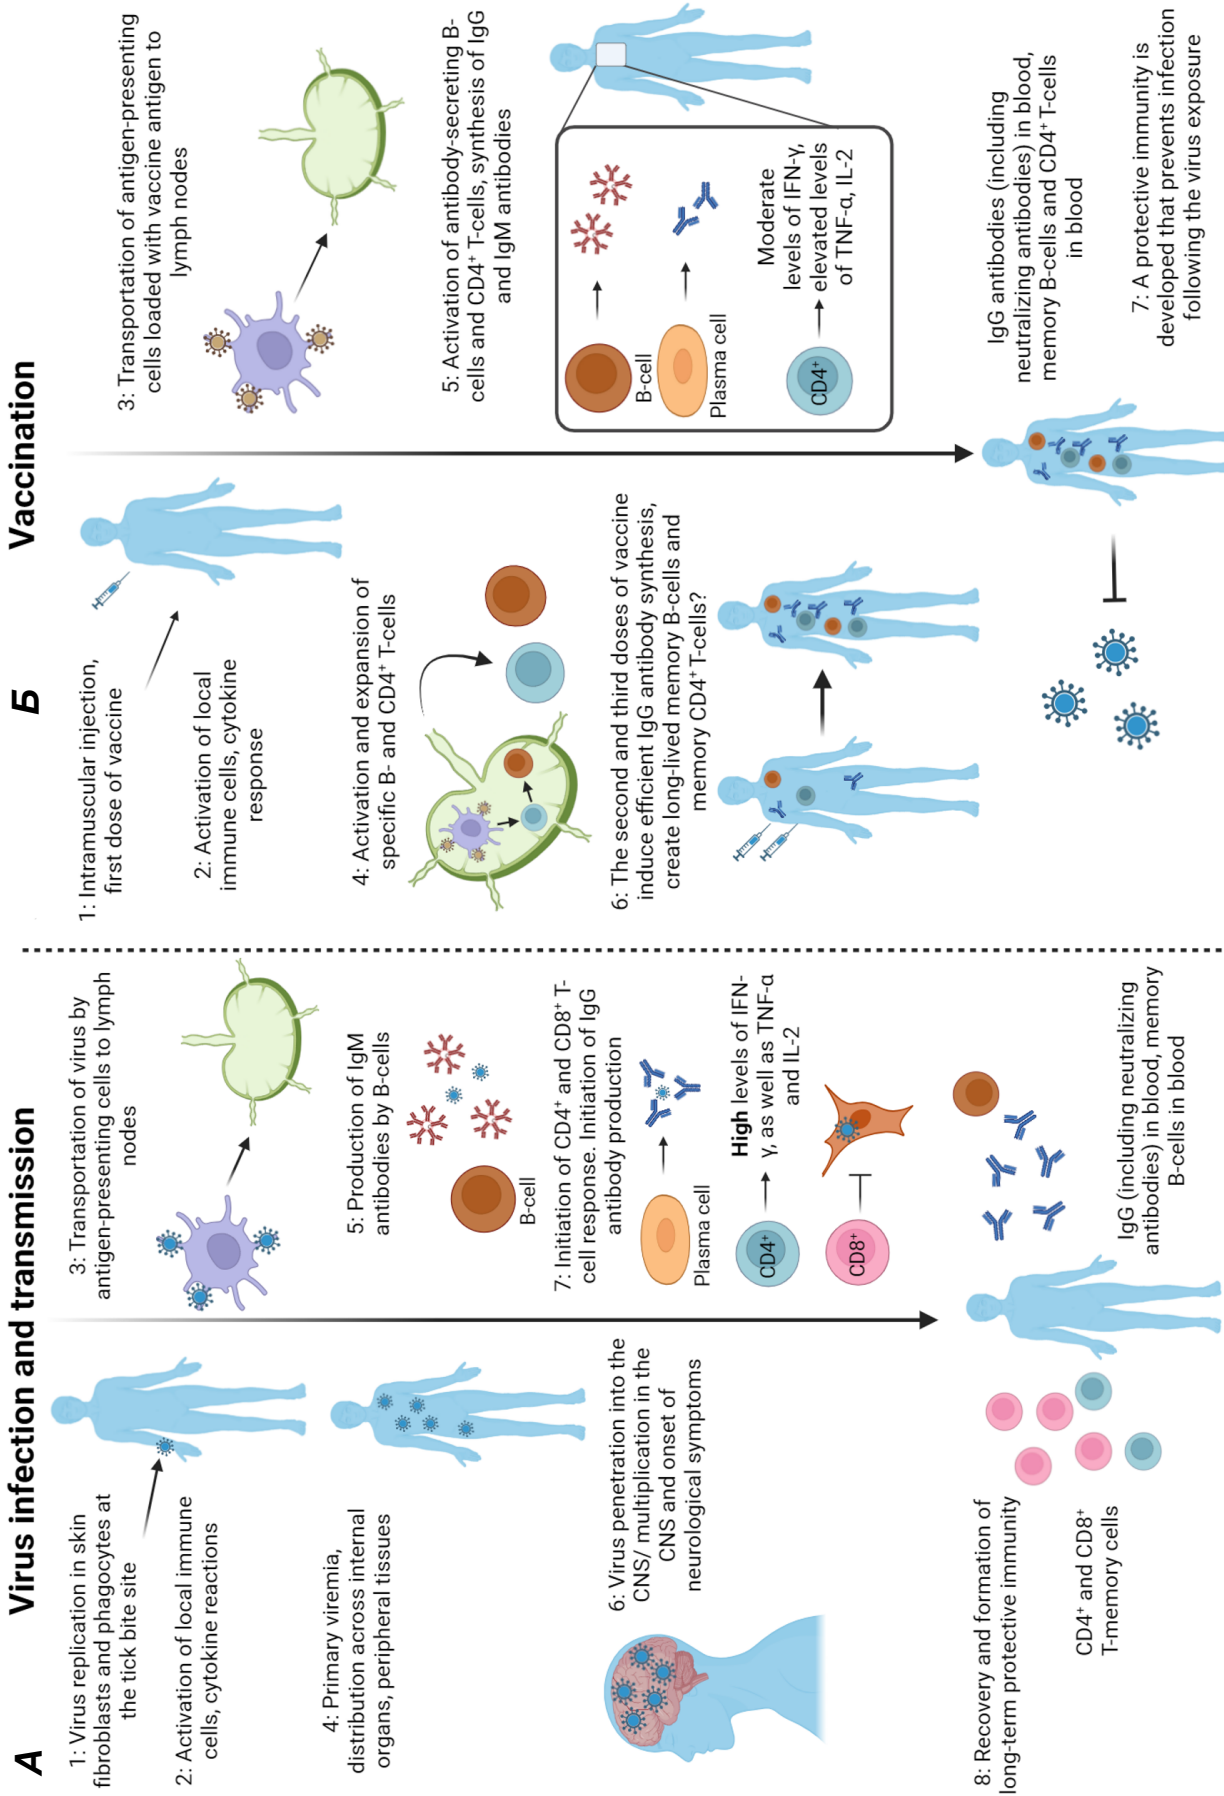 A
Virus infection and transmission
1: Virus replication in skin
fibroblasts and phagocytes at
the tick bite site
2: Activation of local immune
cells, cytokine reactions
3: Transportation of virus by
antigen-presenting cells to lymph
nodes
4: Primary viremia,
distribution across internal
organs, peripheral tissues
5: Production of IgM
antibodies by B-cells
B-cell
6: Virus penetration into the
CNS/ multiplication in the
CNS and onset of
neurological symptoms
7: Initiation of CD4⁺ and CD8⁺ T-
cell response. Initiation of IgG
antibody production
Plasma cell
CD4⁺
High levels of IFN-
γ, as well as TNF-α
and IL-2
CD8⁺
8: Recovery and formation of
long-term protective immunity
CD4⁺ and CD8⁺
T-memory cells
IgG (including neutralizing
antibodies) in blood, memory
B-cells in blood
Б
Vaccination
1: Intramuscular injection,
first dose of vaccine
2: Activation of local
immune cells, cytokine
response
3: Transportation of antigen-presenting
cells loaded with vaccine antigen to
lymph nodes
4: Activation and expansion of
specific B- and CD4⁺ T-cells
5: Activation of antibody-secreting B-
cells and CD4⁺ T-cells, synthesis of IgG
and IgM antibodies
B-cell
Plasma cell
CD4⁺
Moderate
levels of IFN-γ,
elevated levels
of TNF-α, IL-2
6: The second and third doses of vaccine
induce efficient IgG antibody synthesis,
create long-lived memory B-cells and
memory CD4⁺ T-cells?
IgG antibodies (including
neutralizing antibodies) in blood,
memory B-cells and CD4⁺ T-cells
in blood
7: A protective immunity is
developed that prevents infection
following the virus exposure